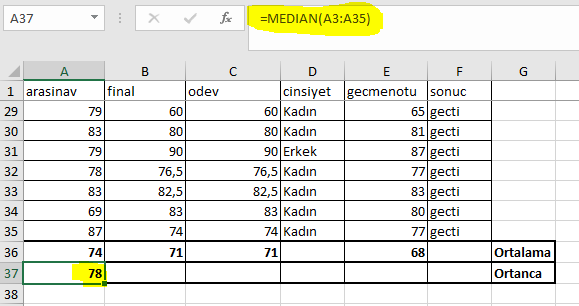 A37 fx =MEDIAN(A3:A35)
A B C D E F G
1 arasinav final odev cinsiyet gecmenotu sonuc
29 79 60 60 Kadın 65 gecti
30 83 80 80 Kadın 81 gecti
31 79 90 90 Erkek 87 gecti
32 78 76,5 76,5 Kadın 77 gecti
33 83 82,5 82,5 Kadın 83 gecti
34 69 83 83 Kadın 80 gecti
35 87 74 74 Kadın 77 gecti
36 74 71 71 68 Ortalama
37 78 Ortanca
38